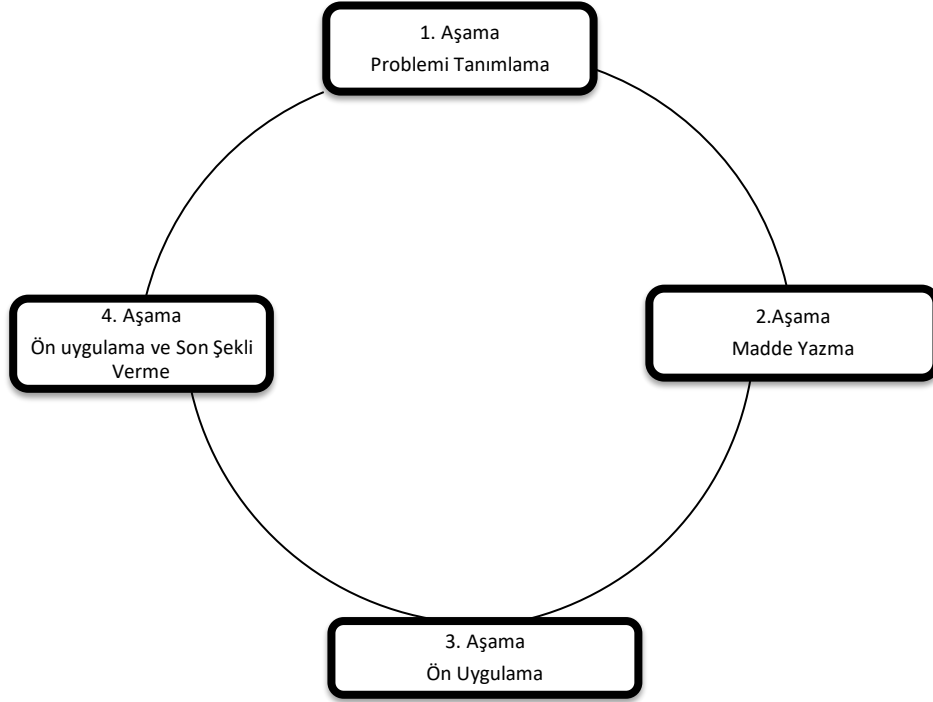 1. Aşama
Problemi Tanımlama
2.Aşama
Madde Yazma
3. Aşama
Ön Uygulama
4. Aşama
Ön uygulama ve Son Şekli
Verme